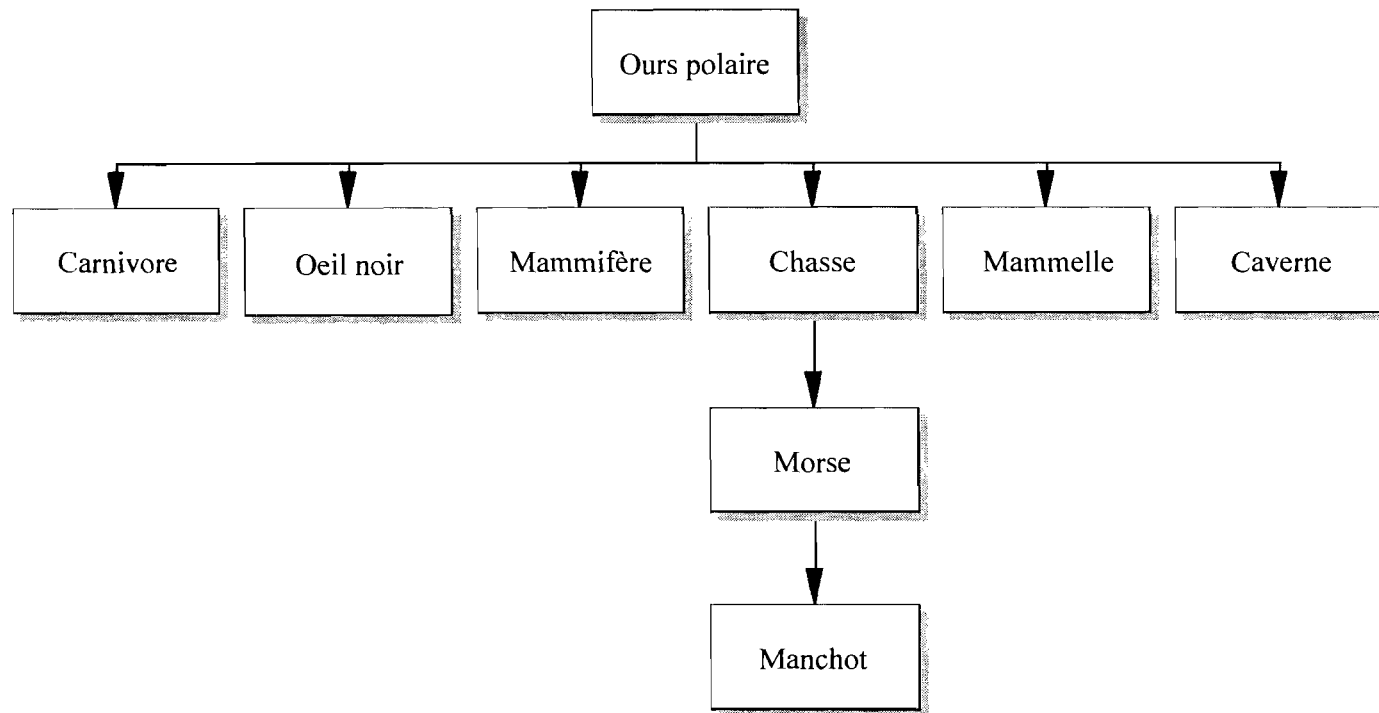 Ours polaire
Carnivore
Oeil noir
Mammifère
Chasse
Mammelle
Caverne
Morse
Manchot